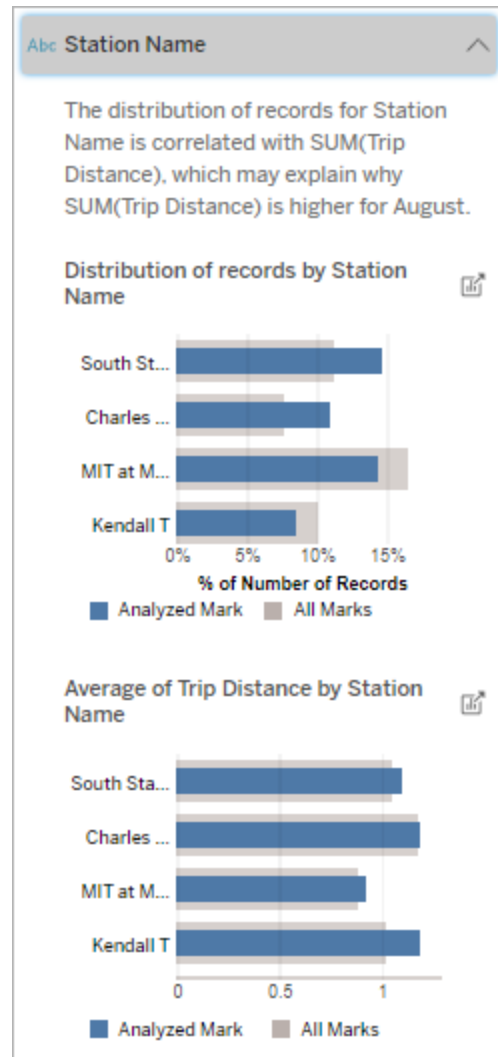 Abc Station Name
The distribution of records for Station
Name is correlated with SUM(Trip
Distance), which may explain why
SUM(Trip Distance) is higher for August.
Distribution of records by Station
Name
South St...
Charles ...
MIT at M...
Kendall T
0% 5% 10% 15%
% of Number of Records
Analyzed Mark All Marks
Average of Trip Distance by Station
Name
South Sta...
Charles ...
MIT at M...
Kendall T
0 0.5 1
Analyzed Mark All Marks